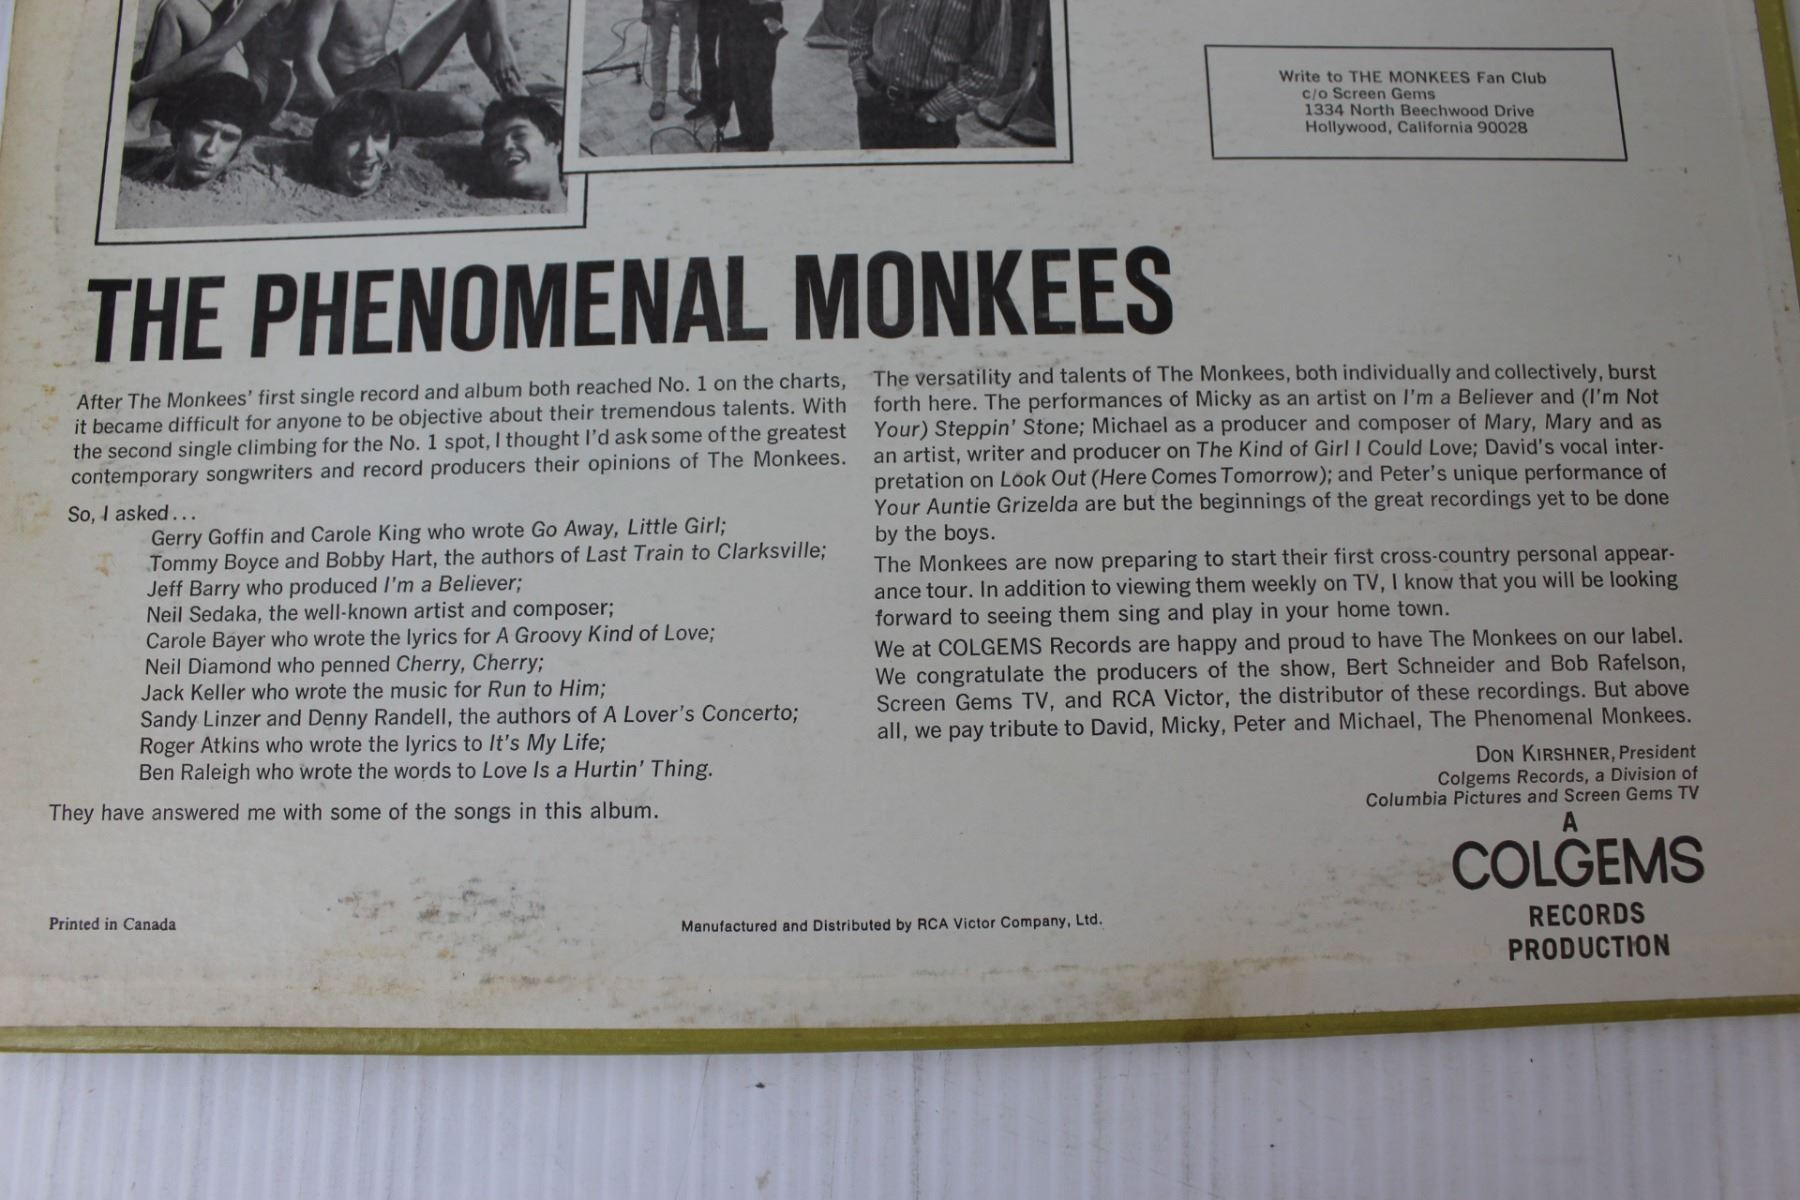 Write to THE MONKEES Fan Club
c/o Screen Gems
1334 North Beechwood Drive
Hollywood, California 90028
THE PHENOMENAL MONKEES
After The Monkees' first single record and album both reached No. 1 on the charts,
it became difficult for anyone to be objective about their tremendous talents. With
the second single climbing for the No. 1 spot, I thought I'd ask some of the greatest
contemporary songwriters and record producers their opinions of The Monkees.
So, I asked...
Gerry Goffin and Carole King who wrote Go Away, Little Girl;
Tommy Boyce and Bobby Hart, the authors of Last Train to Clarksville;
Jeff Barry who produced I'm a Believer;
Neil Sedaka, the well-known artist and composer;
Carole Bayer who wrote the lyrics for A Groovy Kind of Love;
Neil Diamond who penned Cherry, Cherry;
Jack Keller who wrote the music for Run to Him;
Sandy Linzer and Denny Randell, the authors of A Lover's Concerto;
Roger Atkins who wrote the lyrics to It's My Life;
Ben Raleigh who wrote the words to Love Is a Hurtin' Thing.
They have answered me with some of the songs in this album.
The versatility and talents of The Monkees, both individually and collectively, burst
forth here. The performances of Micky as an artist on I'm a Believer and (I'm Not
Your) Steppin' Stone; Michael as a producer and composer of Mary, Mary and as
an artist, writer and producer on The Kind of Girl I Could Love; David's vocal inter-
pretation on Look Out (Here Comes Tomorrow); and Peter's unique performance of
Your Auntie Grizelda are but the beginnings of the great recordings yet to be done
by the boys.
The Monkees are now preparing to start their first cross-country personal appear-
ance tour. In addition to viewing them weekly on TV, I know that you will be looking
forward to seeing them sing and play in your home town.
We at COLGEMS Records are happy and proud to have The Monkees on our label.
We congratulate the producers of the show, Bert Schneider and Bob Rafelson,
Screen Gems TV, and RCA Victor, the distributor of these recordings. But above
all, we pay tribute to David, Micky, Peter and Michael, The Phenomenal Monkees.
DON KIRSHNER, President
Colgems Records, a Division of
Columbia Pictures and Screen Gems TV
A
COLGEMS
RECORDS
PRODUCTION
Printed in Canada
Manufactured and Distributed by RCA Victor Company, Ltd.